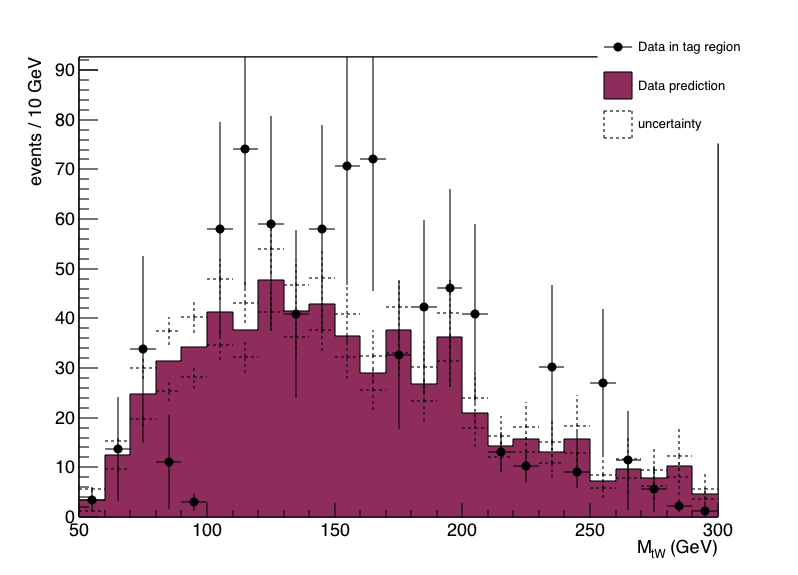 Data in tag region
Data prediction
uncertainty
events / 10 GeV
90
80
70
60
50
40
30
20
10
0
50 100 150 200 250 300
MtW (GeV)